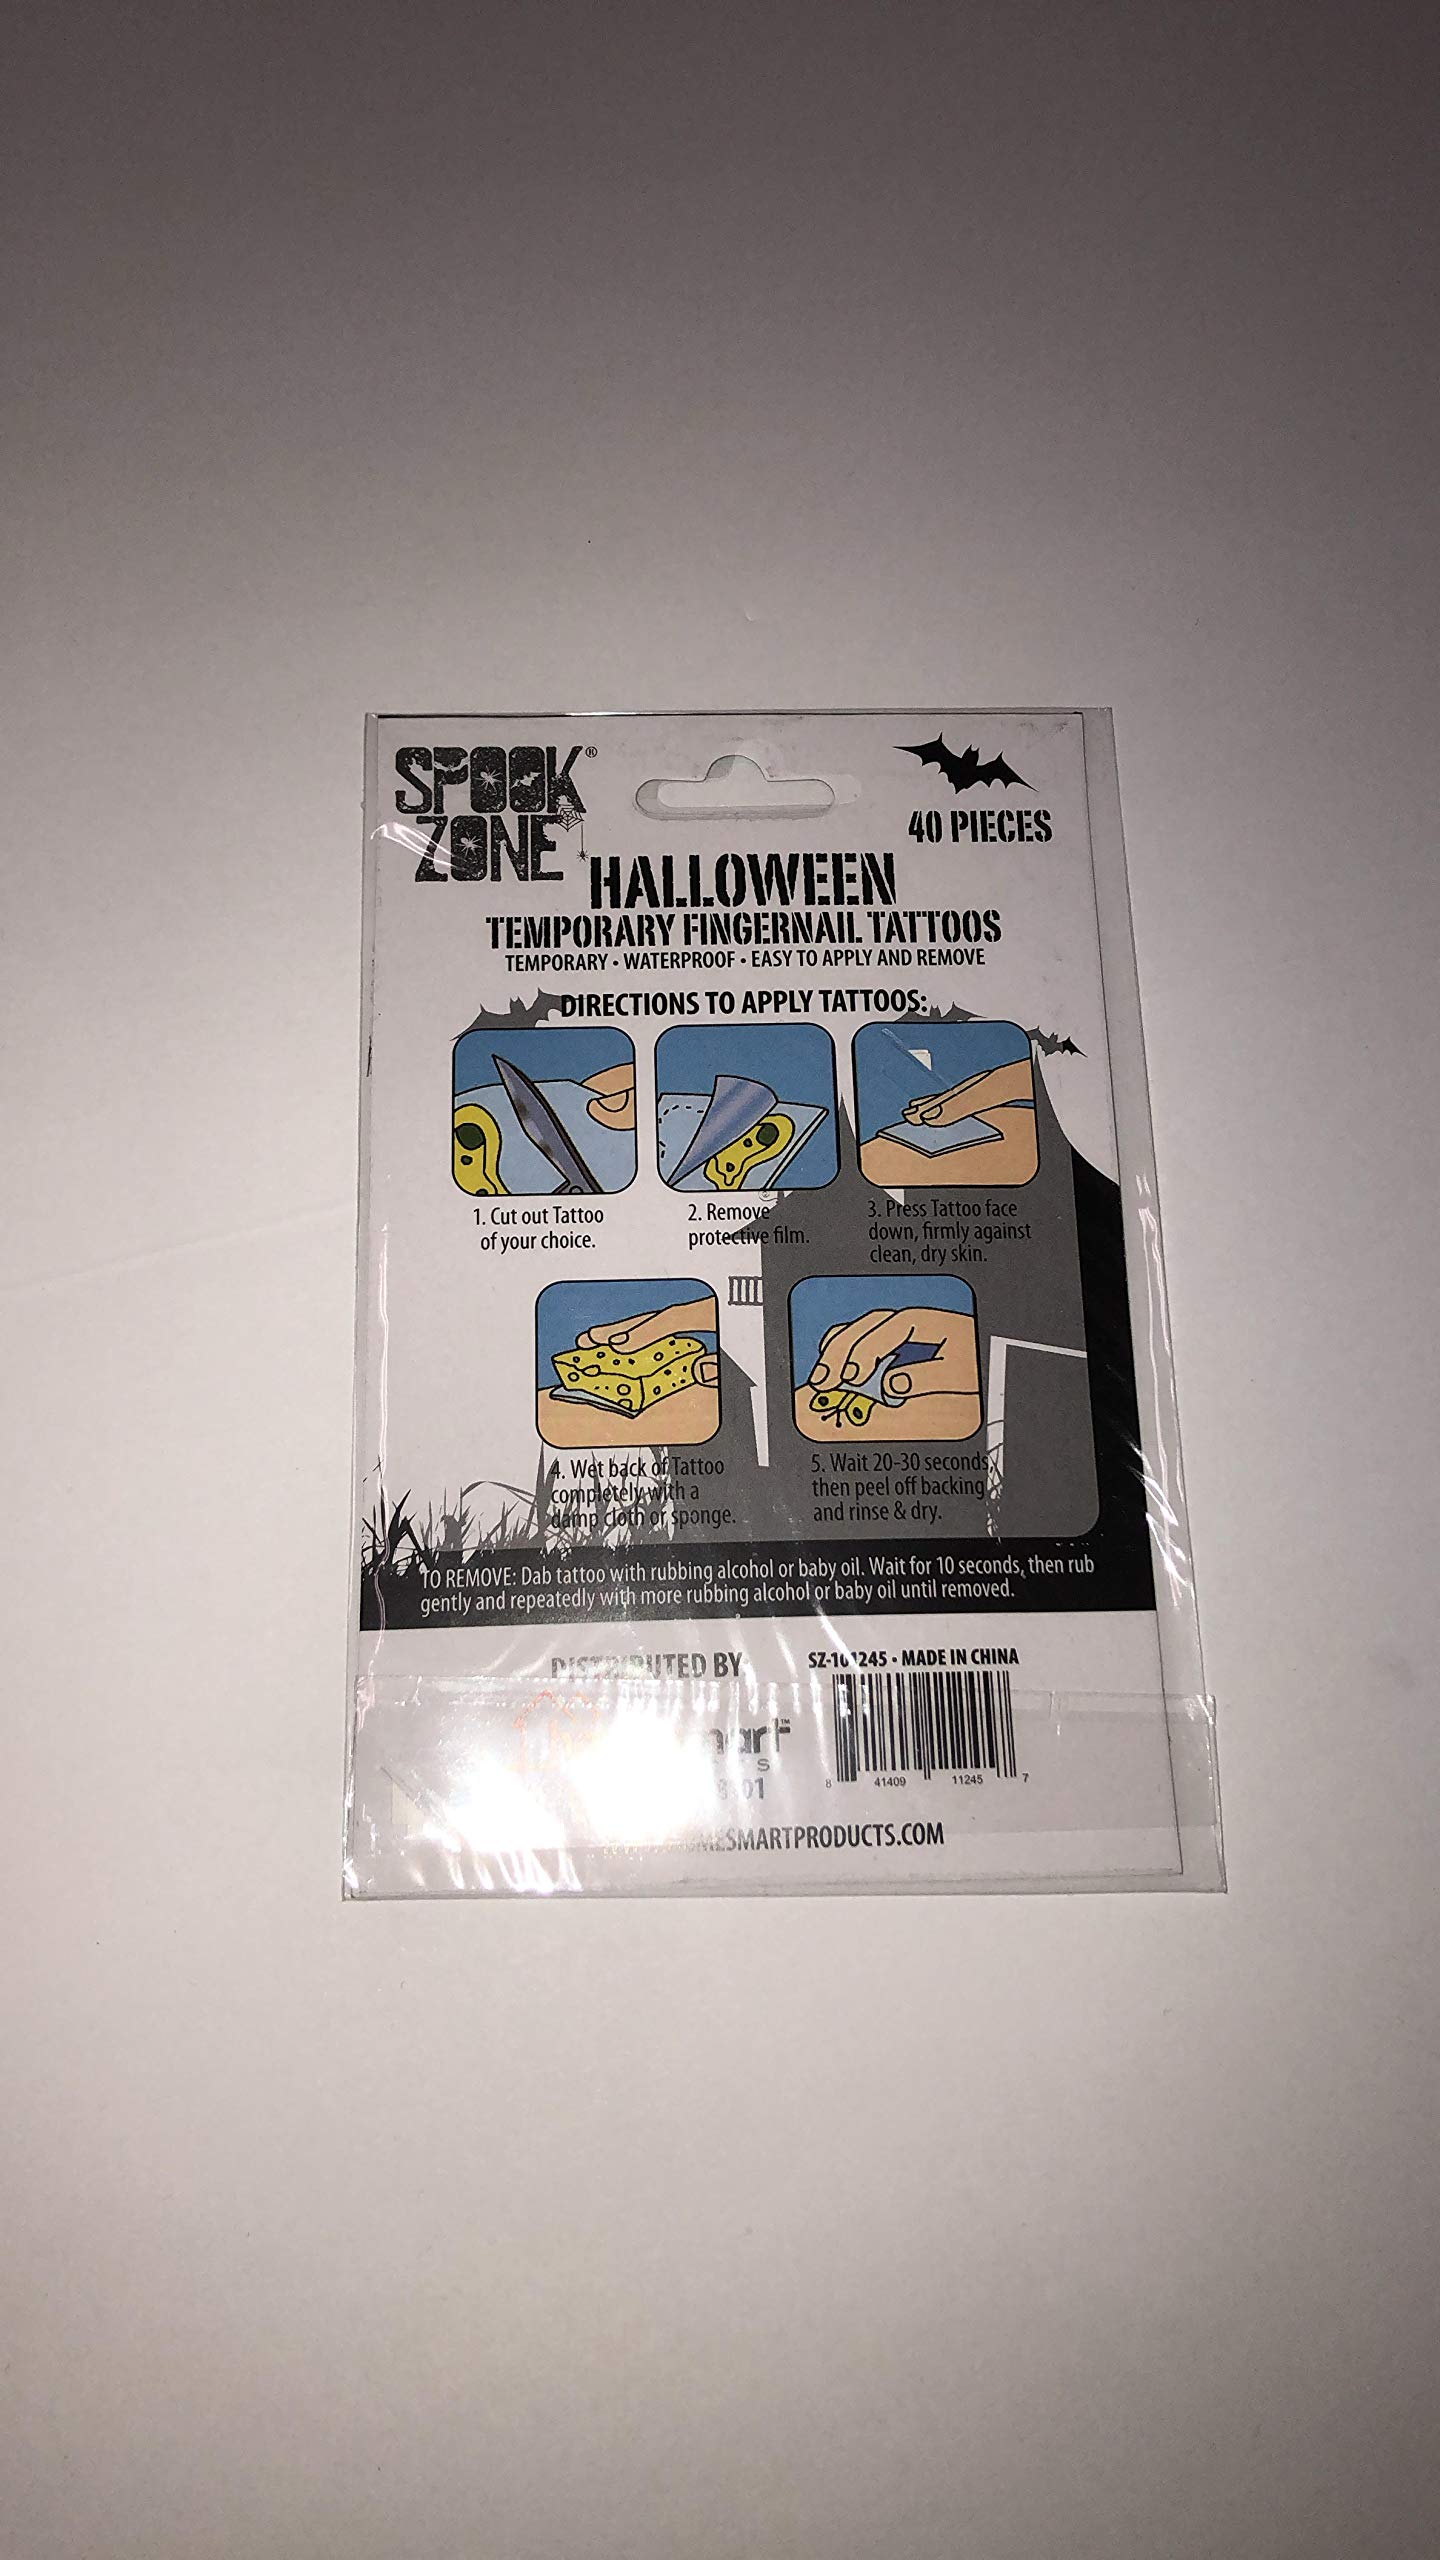 SPOOK ®
ZONE
40 PIECES
HALLOWEEN
TEMPORARY FINGERNAIL TATTOOS
TEMPORARY • WATERPROOF • EASY TO APPLY AND REMOVE
DIRECTIONS TO APPLY TATTOOS:
1. Cut out Tattoo
of your choice.
2. Remove
protective film.
3. Press Tattoo face
down, firmly against
clean, dry skin.
4. Wet back of Tattoo
completely with a
damp cloth or sponge.
5. Wait 20-30 seconds,
then peel off backing
and rinse & dry.
TO REMOVE: Dab tattoo with rubbing alcohol or baby oil. Wait for 10 seconds, then rub
gently and repeatedly with more rubbing alcohol or baby oil until removed.
DISTRIBUTED BY:
SZ-101245 • MADE IN CHINA
8 41409 11245 7